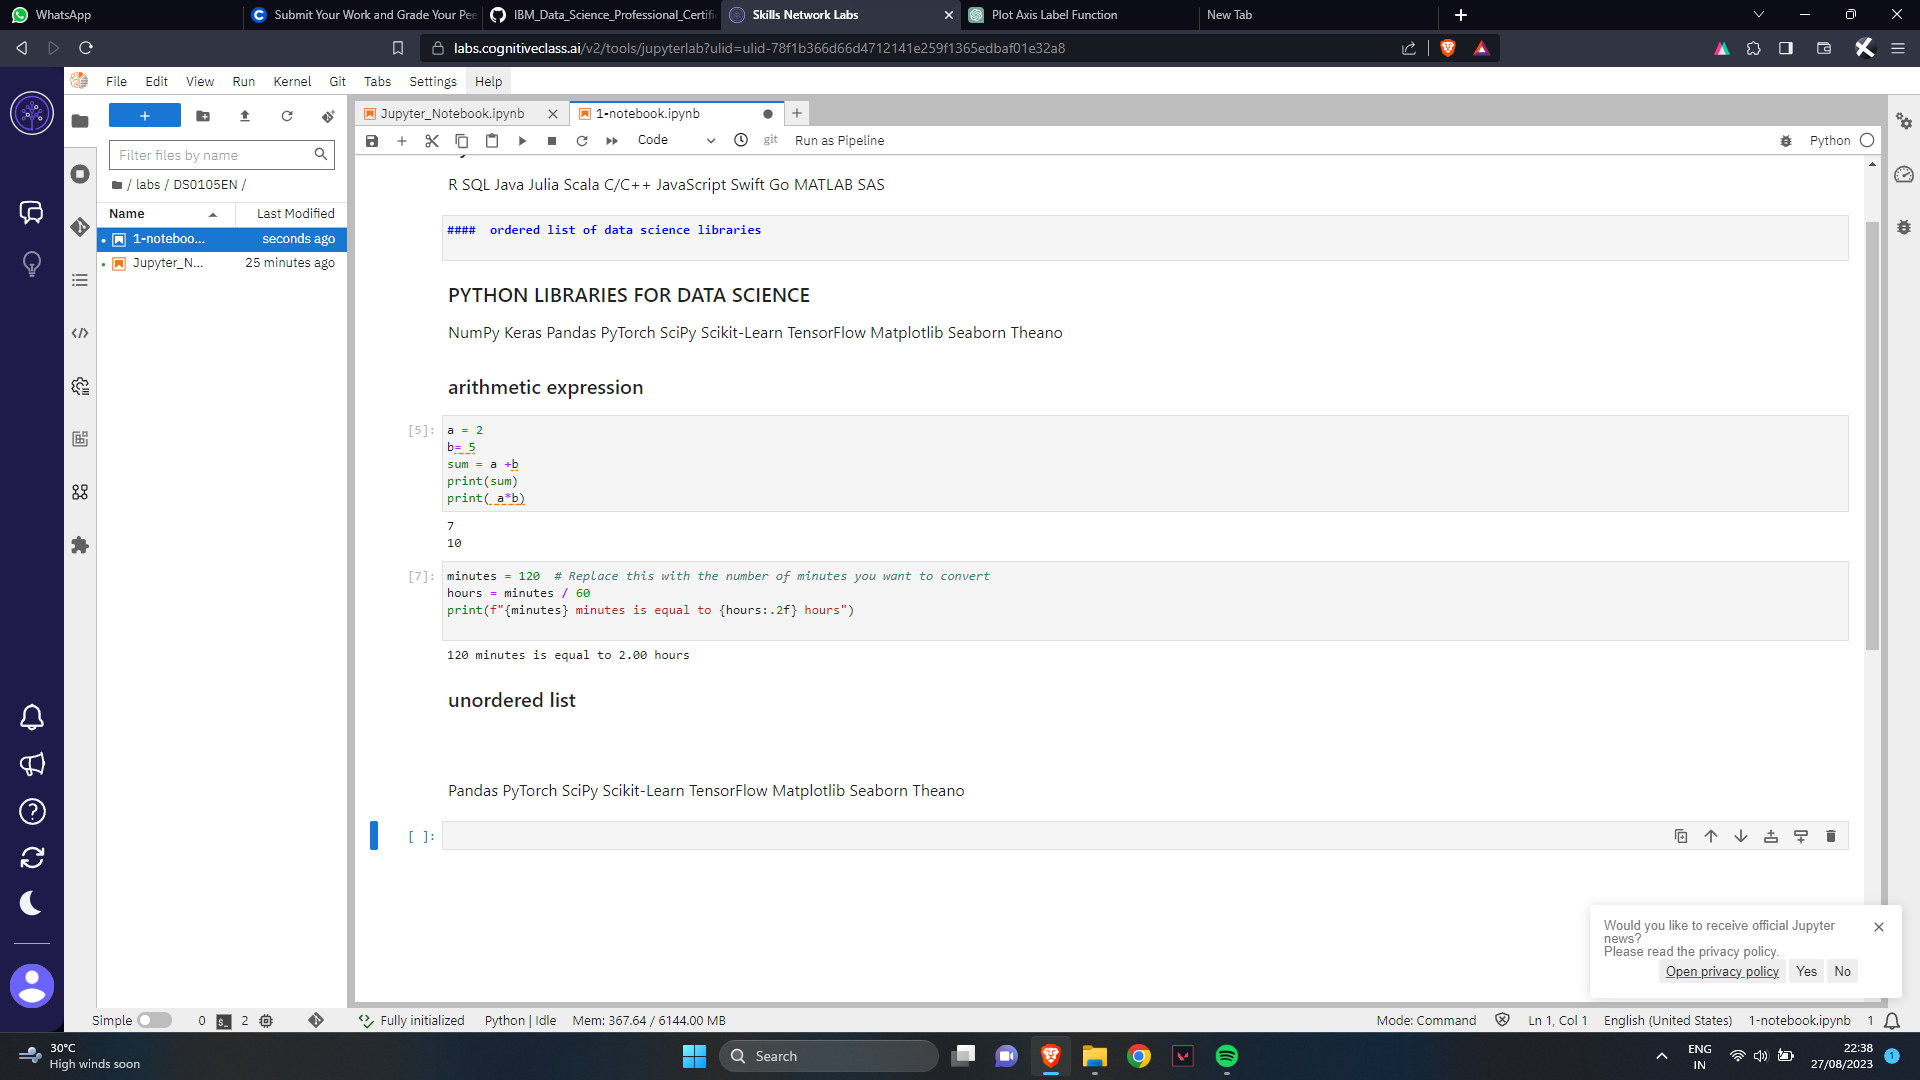 WhatsApp
Submit Your Work and Grade Your Pee
IBM_Data_Science_Professional_Certifi
Skills Network Labs
Plot Axis Label Function
New Tab
labs.cognitiveclass.ai/v2/tools/jupyterlab?ulid=ulid-78f1b366d66d4712141e259f1365edbaf01e32a8
File Edit View Run Kernel Git Tabs Settings Help
Jupyter_Notebook.ipynb
1-notebook.ipynb
Code
git
Run as Pipeline
Python
Filter files by name
/ labs / DS0105EN /
Name
Last Modified
1-noteboo...
seconds ago
Jupyter_N...
25 minutes ago
R SQL Java Julia Scala C/C++ JavaScript Swift Go MATLAB SAS
####  ordered list of data science libraries
PYTHON LIBRARIES FOR DATA SCIENCE
NumPy Keras Pandas PyTorch SciPy Scikit-Learn TensorFlow Matplotlib Seaborn Theano
arithmetic expression
[5]:
a = 2
b= 5
sum = a +b
print(sum)
print( a*b)
7
10
[7]:
minutes = 120  # Replace this with the number of minutes you want to convert
hours = minutes / 60
print(f"{minutes} minutes is equal to {hours:.2f} hours")
120 minutes is equal to 2.00 hours
unordered list
Pandas PyTorch SciPy Scikit-Learn TensorFlow Matplotlib Seaborn Theano
[ ]:
Would you like to receive official Jupyter
news?
Please read the privacy policy.
Open privacy policy
Yes
No
Simple
0
2
Fully initialized
Python | Idle
Mem: 367.64 / 6144.00 MB
Mode: Command
Ln 1, Col 1
English (United States)
1-notebook.ipynb
1
30°C
High winds soon
Search
ENG
IN
22:38
27/08/2023
1